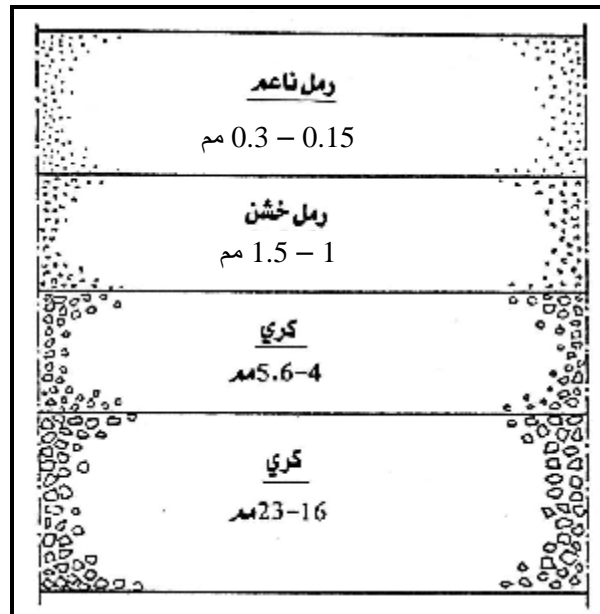 رمل ناعم
0.15 – 0.3 مم
رمل خشن
1 – 1.5 مم
كري
4-5.6مم
كري
16-23مم